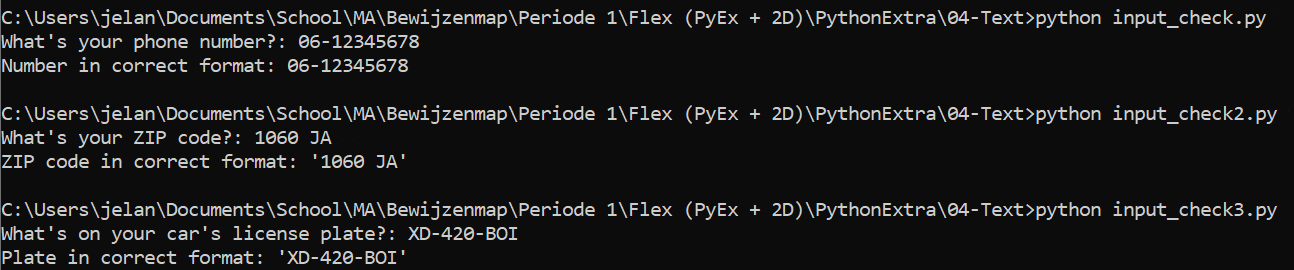 C:\Users\jelan\Documents\School\MA\Bewijzenmap\Periode 1\Flex (PyEx + 2D)\PythonExtra\04-Text>python input_check.py
What's your phone number?: 06-12345678
Number in correct format: 06-12345678
C:\Users\jelan\Documents\School\MA\Bewijzenmap\Periode 1\Flex (PyEx + 2D)\PythonExtra\04-Text>python input_check2.py
What's your ZIP code?: 1060 JA
ZIP code in correct format: '1060 JA'
C:\Users\jelan\Documents\School\MA\Bewijzenmap\Periode 1\Flex (PyEx + 2D)\PythonExtra\04-Text>python input_check3.py
What's on your car's license plate?: XD-420-BOI
Plate in correct format: 'XD-420-BOI'